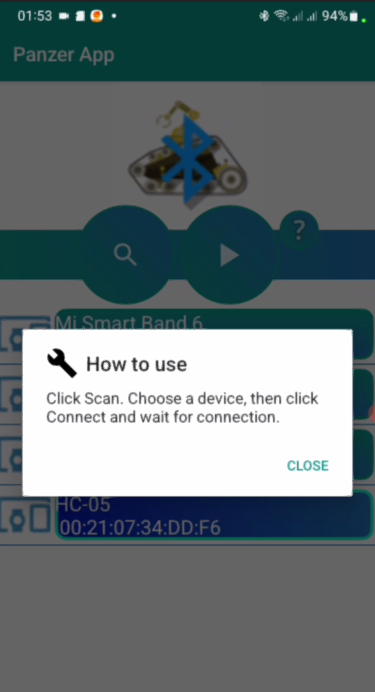 01:53
94%
Panzer App
?
Mi Smart Band 6
How to use
Click Scan. Choose a device, then click
Connect and wait for connection.
CLOSE
HC-05
00:21:07:34:DD:F6